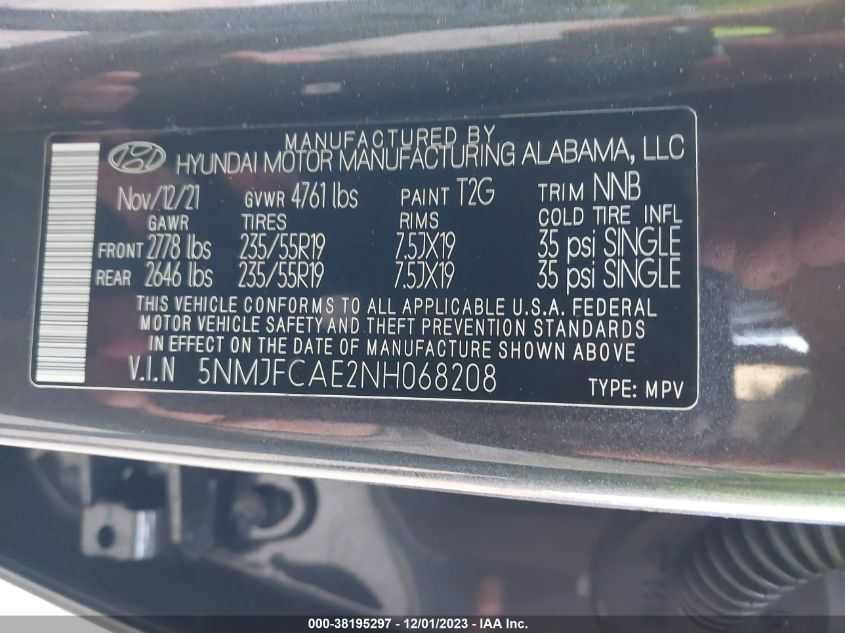 MANUFACTURED BY
HYUNDAI MOTOR MANUFACTURING ALABAMA, LLC
Nov/12/21 GVWR 4761 lbs PAINT T2G TRIM NNB
GAWR TIRES RIMS COLD TIRE INFL
FRONT 2778 lbs 235/55R19 7.5JX19 35 psi SINGLE
REAR 2646 lbs 235/55R19 7.5JX19 35 psi SINGLE
THIS VEHICLE CONFORMS TO ALL APPLICABLE U.S.A. FEDERAL
MOTOR VEHICLE SAFETY AND THEFT PREVENTION STANDARDS
IN EFFECT ON THE DATE OF MANUFACTURE SHOWN ABOVE
V.I.N 5NMJFCAE2NH068208 TYPE: MPV
000-38195297 - 12/01/2023 - IAA Inc.